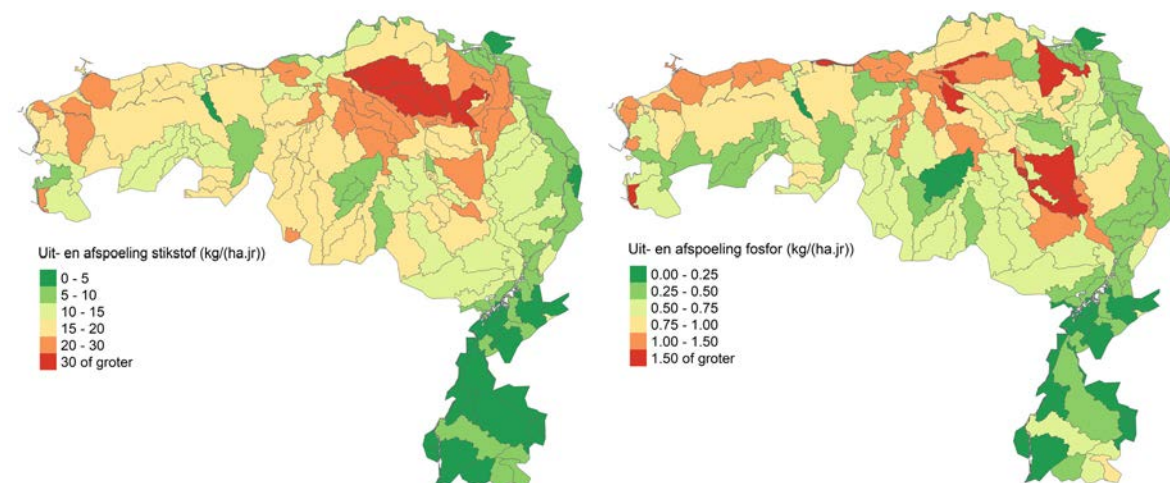 Uit- en afspoeling stikstof (kg/(ha.jr))
0 - 5
5 - 10
10 - 15
15 - 20
20 - 30
30 of groter
Uit- en afspoeling fosfor (kg/(ha.jr))
0.00 - 0.25
0.25 - 0.50
0.50 - 0.75
0.75 - 1.00
1.00 - 1.50
1.50 of groter